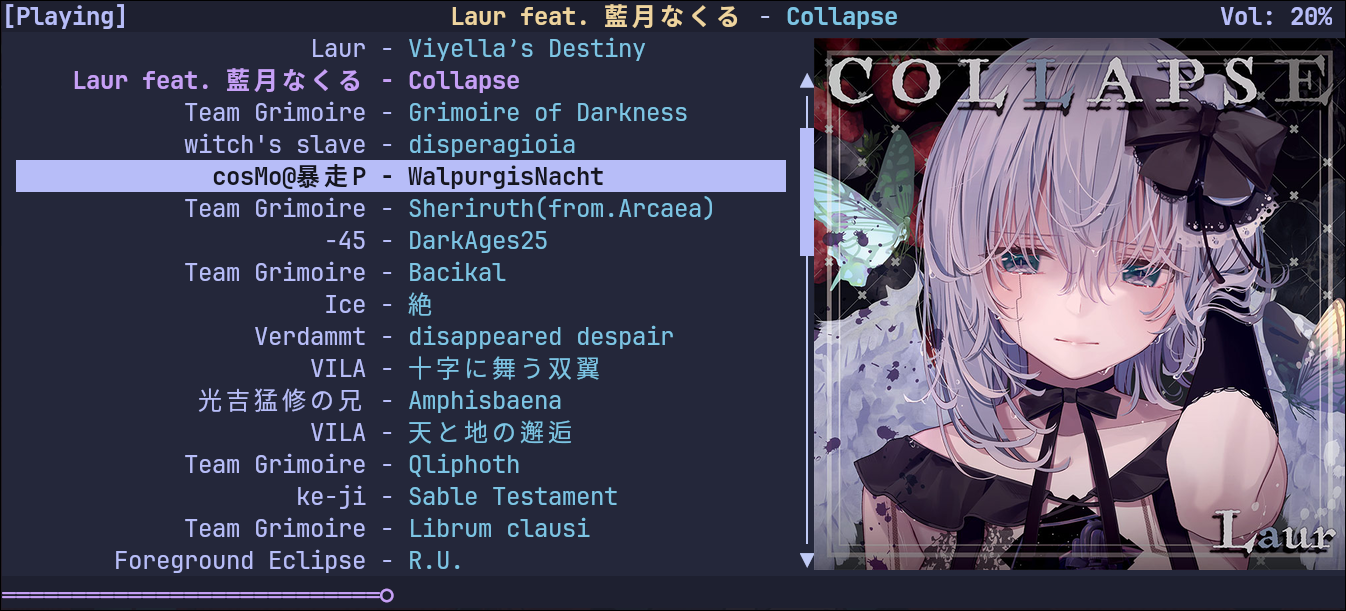 [Playing] Laur feat. 藍月なくる - Collapse Vol: 20%
Laur - Viyella’s Destiny
Laur feat. 藍月なくる - Collapse
Team Grimoire - Grimoire of Darkness
witch's slave - disperagioia
cosMo@暴走P - WalpurgisNacht
Team Grimoire - Sheriruth(from.Arcaea)
-45 - DarkAges25
Team Grimoire - Bacikal
Ice - 絶
Verdammt - disappeared despair
VILA - 十字に舞う双翼
光吉猛修の兄 - Amphisbaena
VILA - 天と地の邂逅
Team Grimoire - Qliphoth
ke-ji - Sable Testament
Team Grimoire - Librum clausi
Foreground Eclipse - R.U.
COLLAPSE
Laur